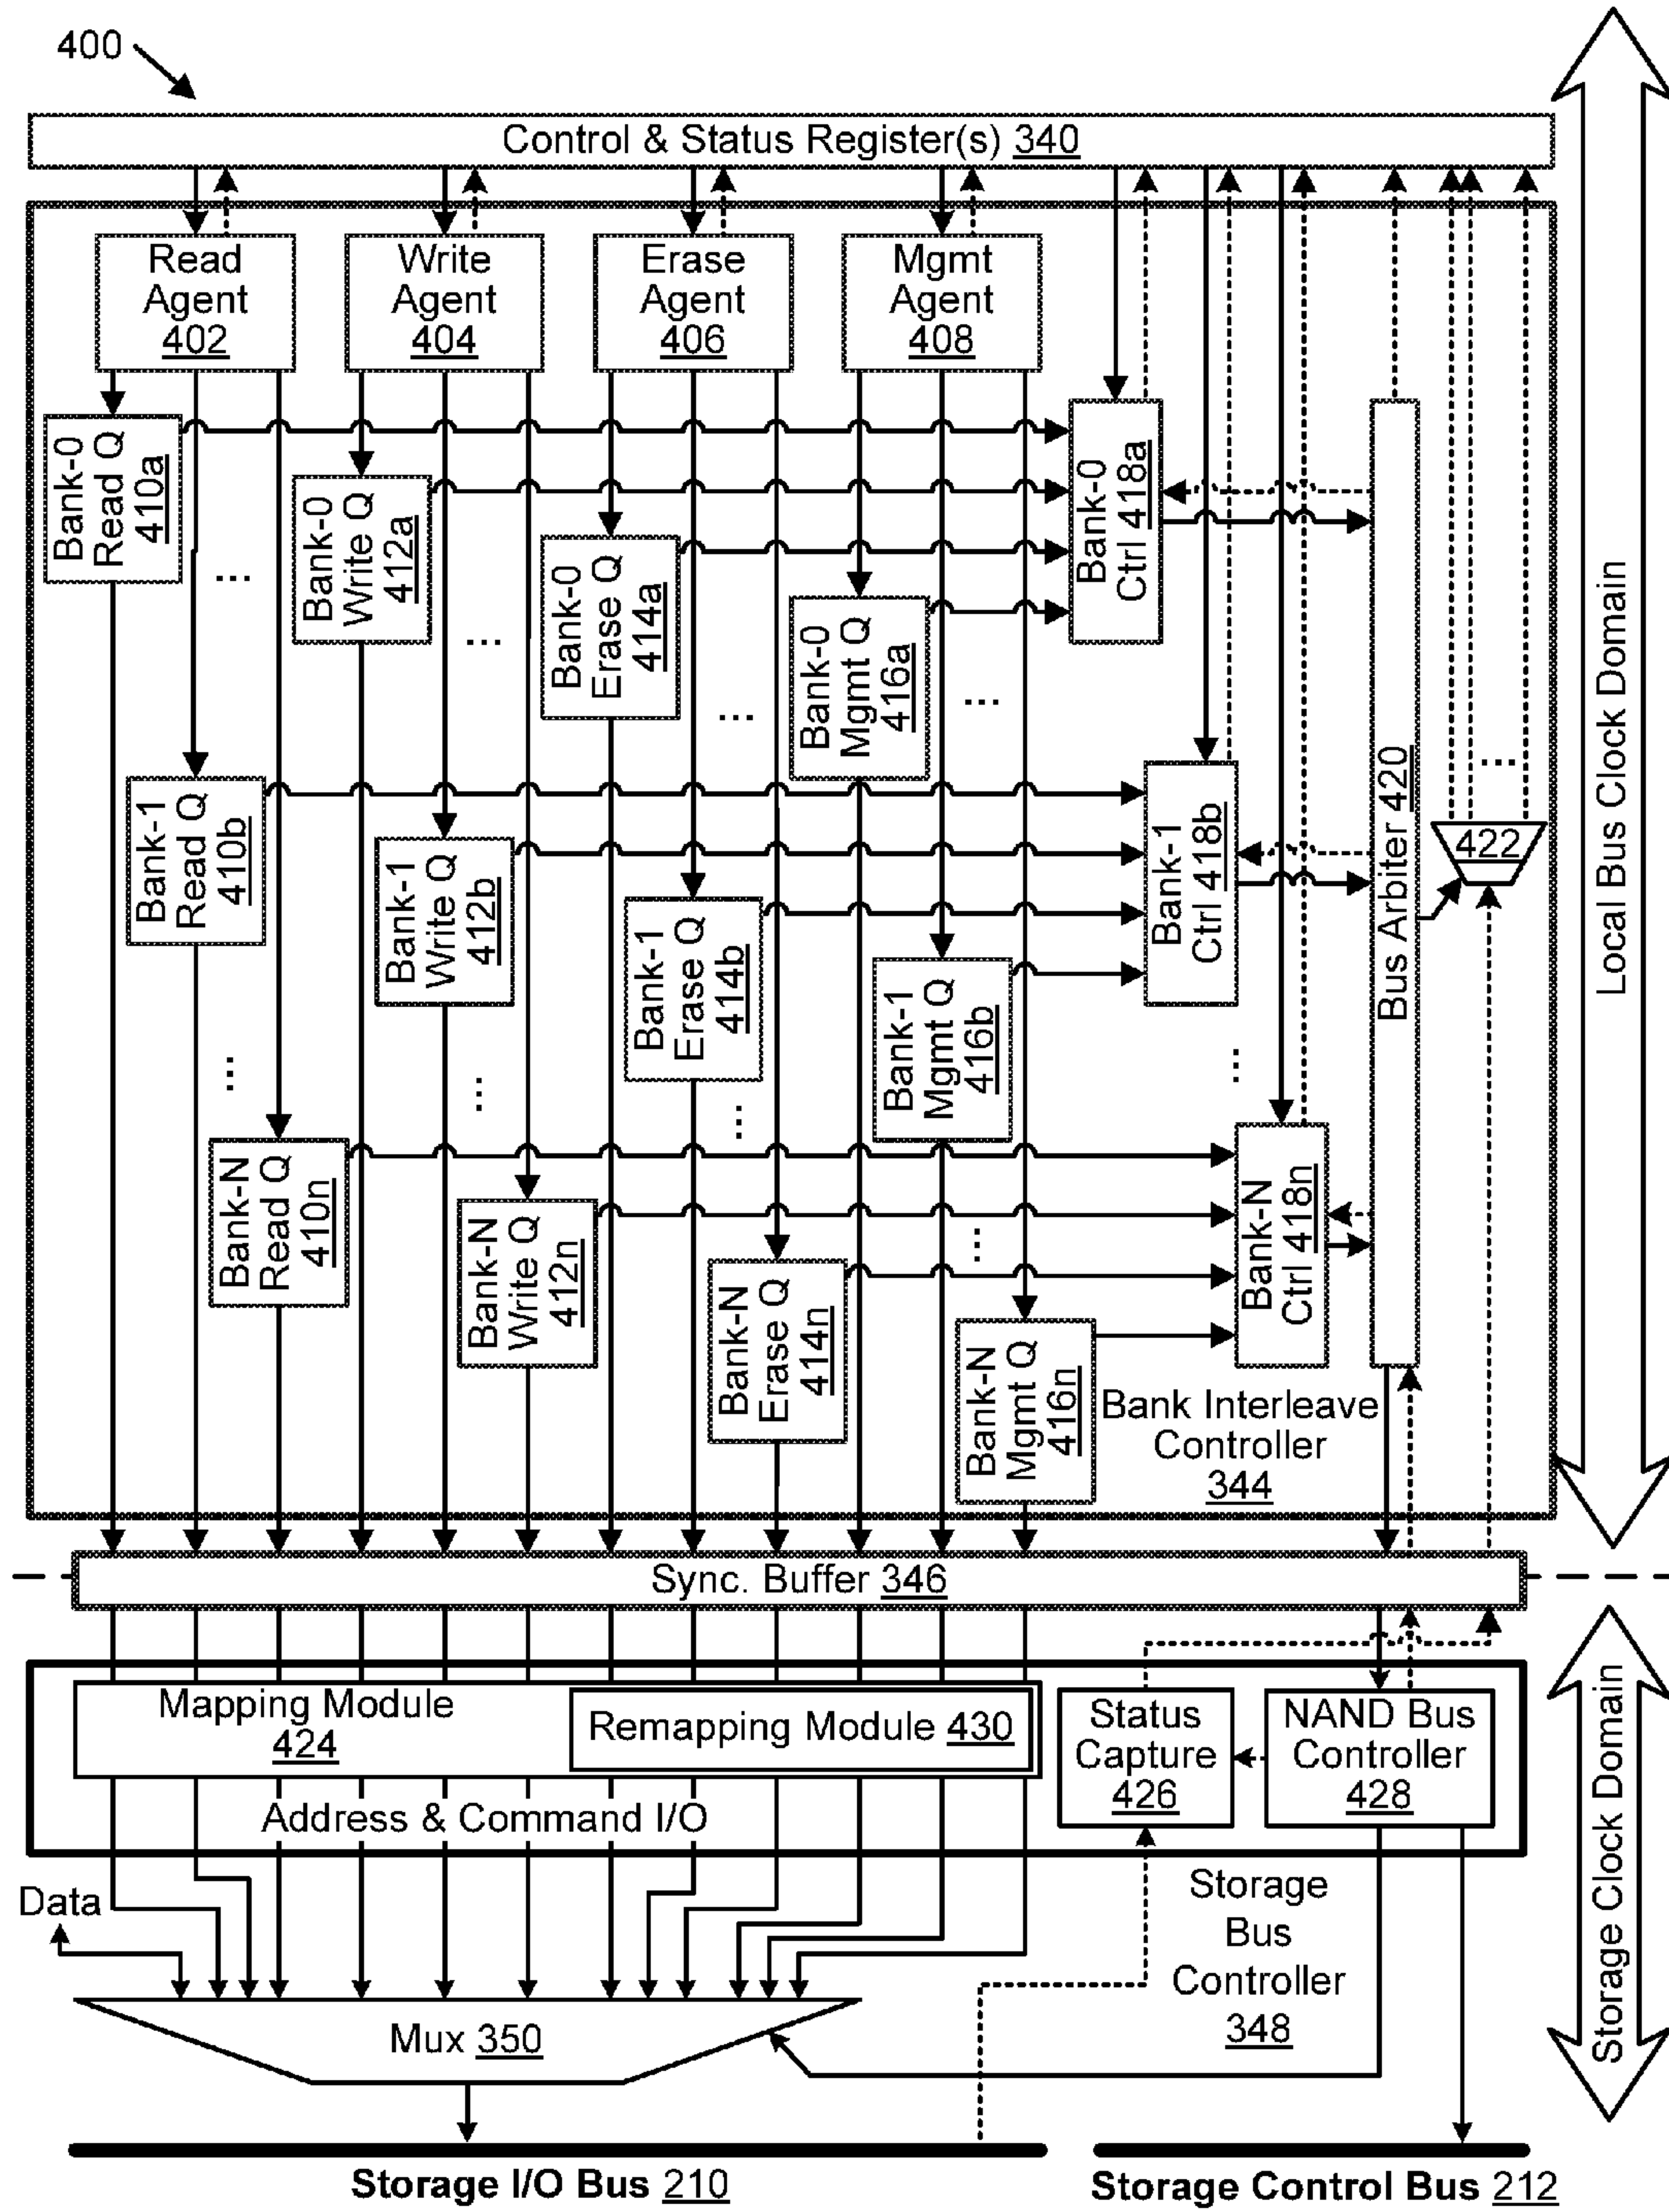 400
Control & Status Register(s) 340
Read
Agent
402
Write
Agent
404
Erase
Agent
406
Mgmt
Agent
408
Bank-0
Read Q
410a
...
Bank-0
Write Q
412a
...
Bank-0
Erase Q
414a
...
Bank-0
Mgmt Q
416a
...
Bank-0
Ctrl 418a
Bank-1
Read Q
410b
...
Bank-1
Write Q
412b
...
Bank-1
Erase Q
414b
...
Bank-1
Mgmt Q
416b
...
Bank-1
Ctrl 418b
...
Bank-N
Read Q
410n
Bank-N
Write Q
412n
Bank-N
Erase Q
414n
Bank-N
Mgmt Q
416n
Bank-N
Ctrl 418n
Bus Arbiter 420
...
422
Bank Interleave
Controller
344
Local Bus Clock Domain
Sync. Buffer 346
Mapping Module
424
Remapping Module 430
Status
Capture
426
NAND Bus
Controller
428
Address & Command I/O
Data
Storage
Bus
Controller
348
Storage Clock Domain
Mux 350
Storage I/O Bus 210
Storage Control Bus 212